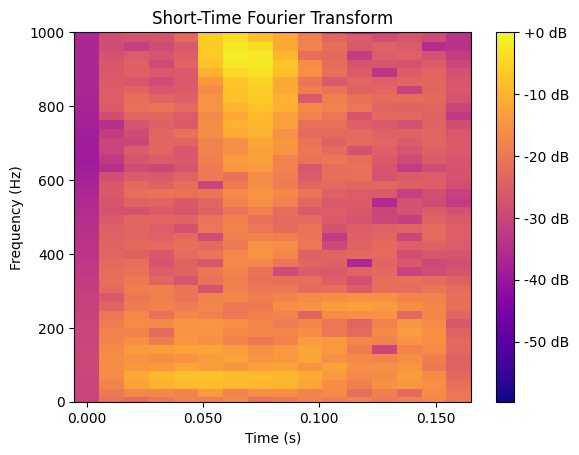 Short-Time Fourier Transform
Frequency (Hz)
1000
800
600
400
200
0
0.000
0.050
0.100
0.150
Time (s)
+0 dB
-10 dB
-20 dB
-30 dB
-40 dB
-50 dB